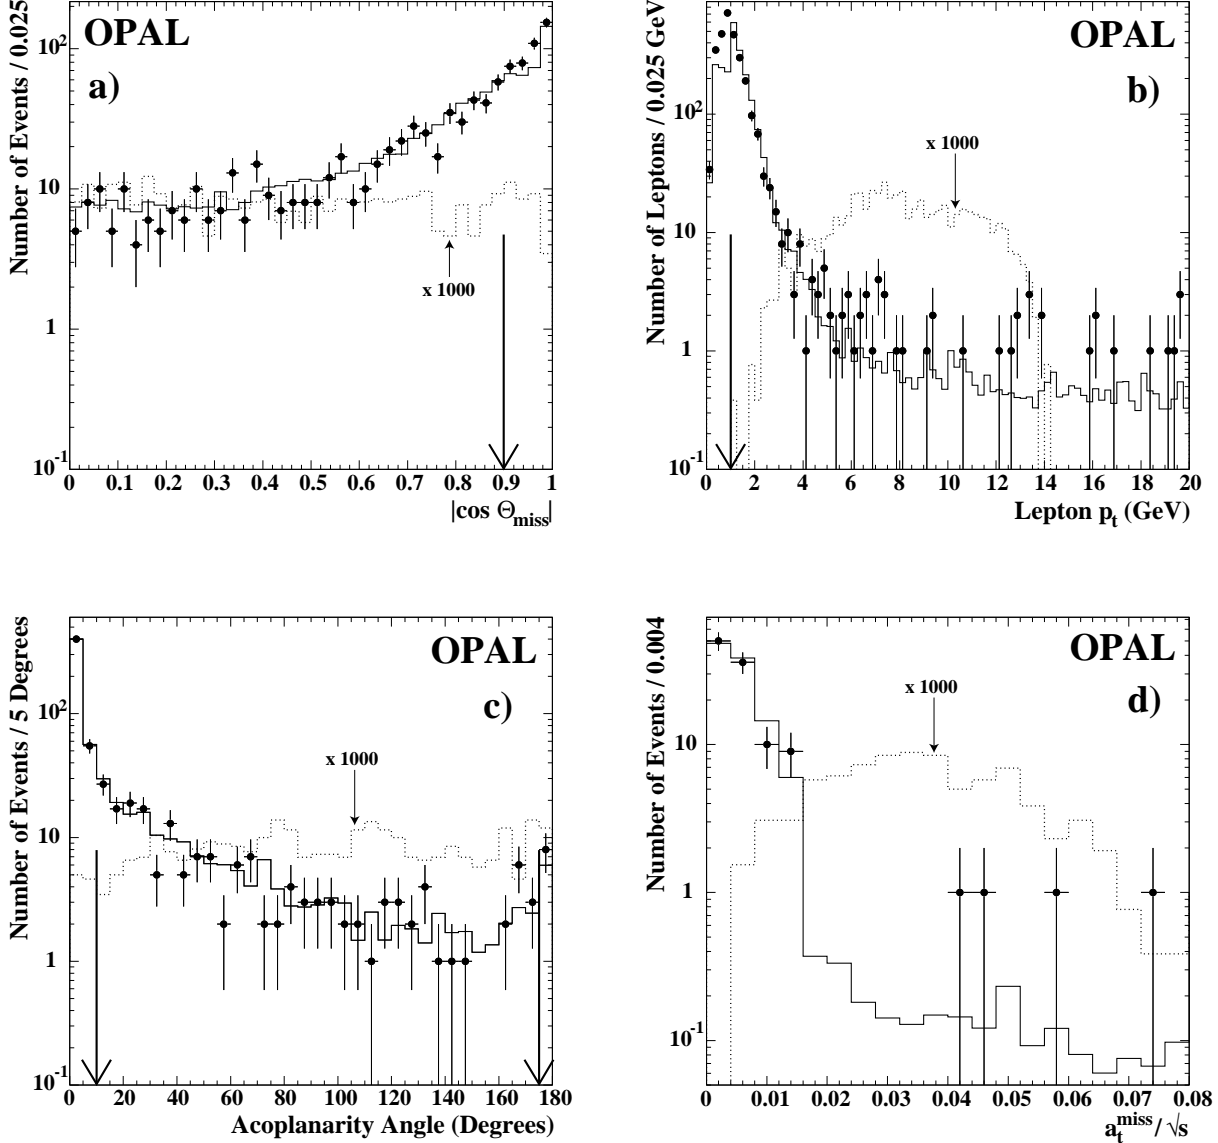 OPAL
a)
Number of Events / 0.025
10²
10
1
10⁻¹
x 1000
0 0.1 0.2 0.3 0.4 0.5 0.6 0.7 0.8 0.9 1
|cos Θmiss|
OPAL
b)
Number of Leptons / 0.025 GeV
10²
10
1
10⁻¹
x 1000
0 2 4 6 8 10 12 14 16 18 20
Lepton pt (GeV)
OPAL
c)
Number of Events / 5 Degrees
10²
10
1
10⁻¹
x 1000
0 20 40 60 80 100 120 140 160 180
Acoplanarity Angle (Degrees)
OPAL
d)
Number of Events / 0.004
10
1
10⁻¹
x 1000
0 0.01 0.02 0.03 0.04 0.05 0.06 0.07 0.08
atmiss/ √s